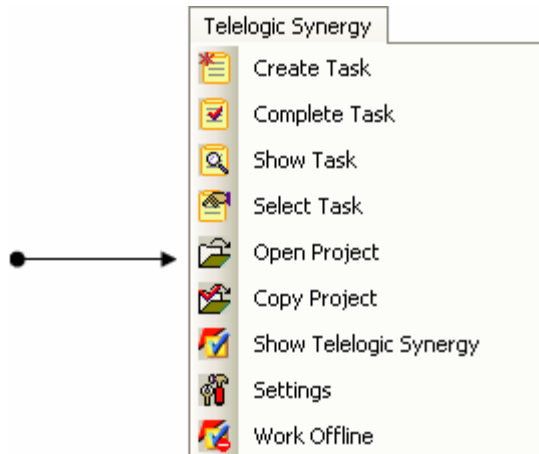 Telelogic Synergy
Create Task
Complete Task
Show Task
Select Task
Open Project
Copy Project
Show Telelogic Synergy
Settings
Work Offline